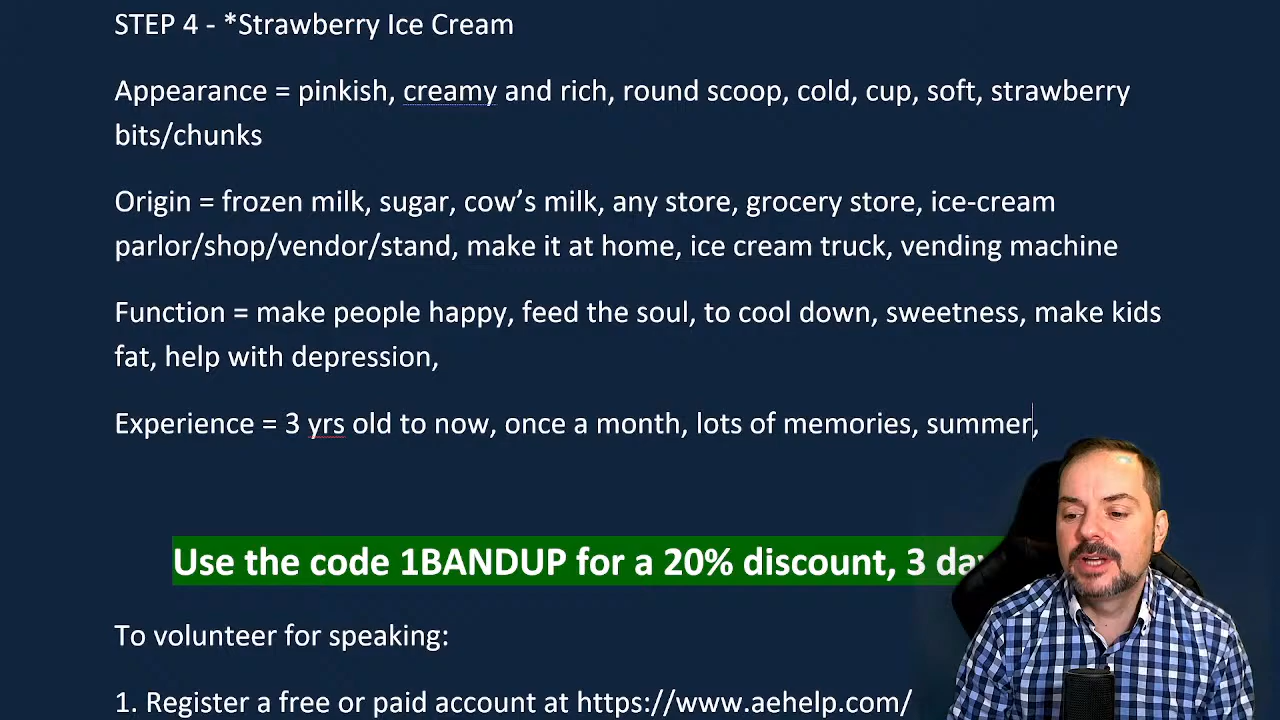 STEP 4 - *Strawberry Ice Cream
Appearance = pinkish, creamy and rich, round scoop, cold, cup, soft, strawberry
bits/chunks
Origin = frozen milk, sugar, cow’s milk, any store, grocery store, ice-cream
parlor/shop/vendor/stand, make it at home, ice cream truck, vending machine
Function = make people happy, feed the soul, to cool down, sweetness, make kids
fat, help with depression,
Experience = 3 yrs old to now, once a month, lots of memories, summer,
Use the code 1BANDUP for a 20% discount, 3
To volunteer for speaking:
1. Register a free or paid account at https://www.aehelp.com/